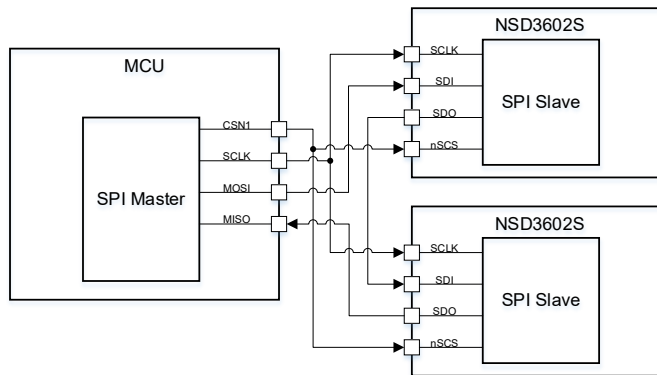 MCU
SPI Master
CSN1
SCLK
MOSI
MISO
NSD3602S
SCLK
SDI
SDO
nSCS
SPI Slave
NSD3602S
SCLK
SDI
SDO
nSCS
SPI Slave